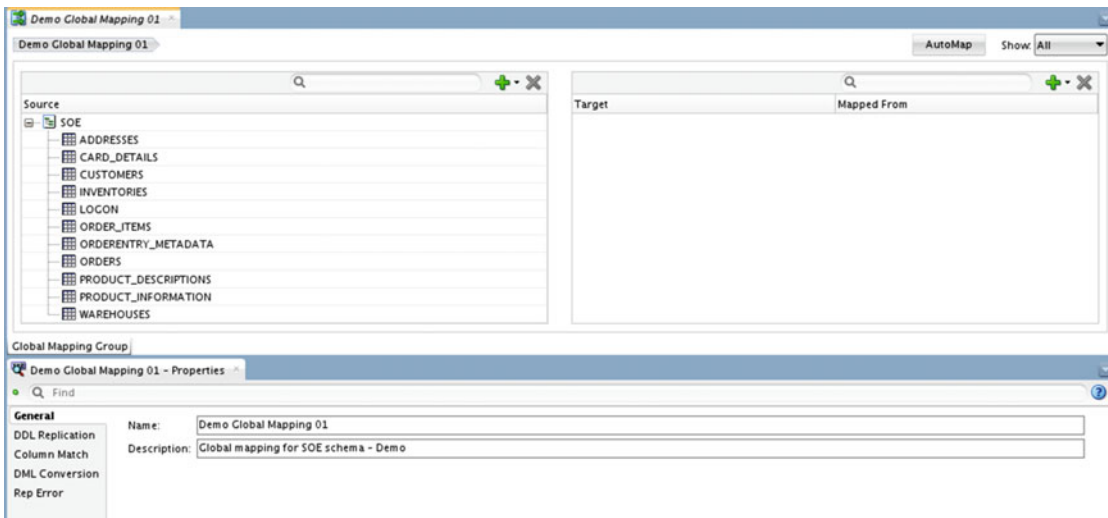 Demo Global Mapping 01
Demo Global Mapping 01
AutoMap
Show: All
Source
SOE
ADDRESSES
CARD_DETAILS
CUSTOMERS
INVENTORIES
LOGON
ORDER_ITEMS
ORDERENTRY_METADATA
ORDERS
PRODUCT_DESCRIPTIONS
PRODUCT_INFORMATION
WAREHOUSES
Target
Mapped From
Global Mapping Group
Demo Global Mapping 01 - Properties
Find
General
DDL Replication
Column Match
DML Conversion
Rep Error
Name: Demo Global Mapping 01
Description: Global mapping for SOE schema - Demo